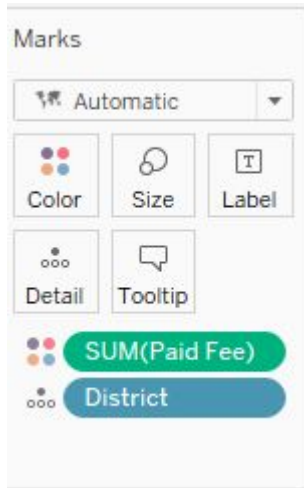 Marks
Automatic
Color Size Label
T
Detail Tooltip
SUM(Paid Fee)
District